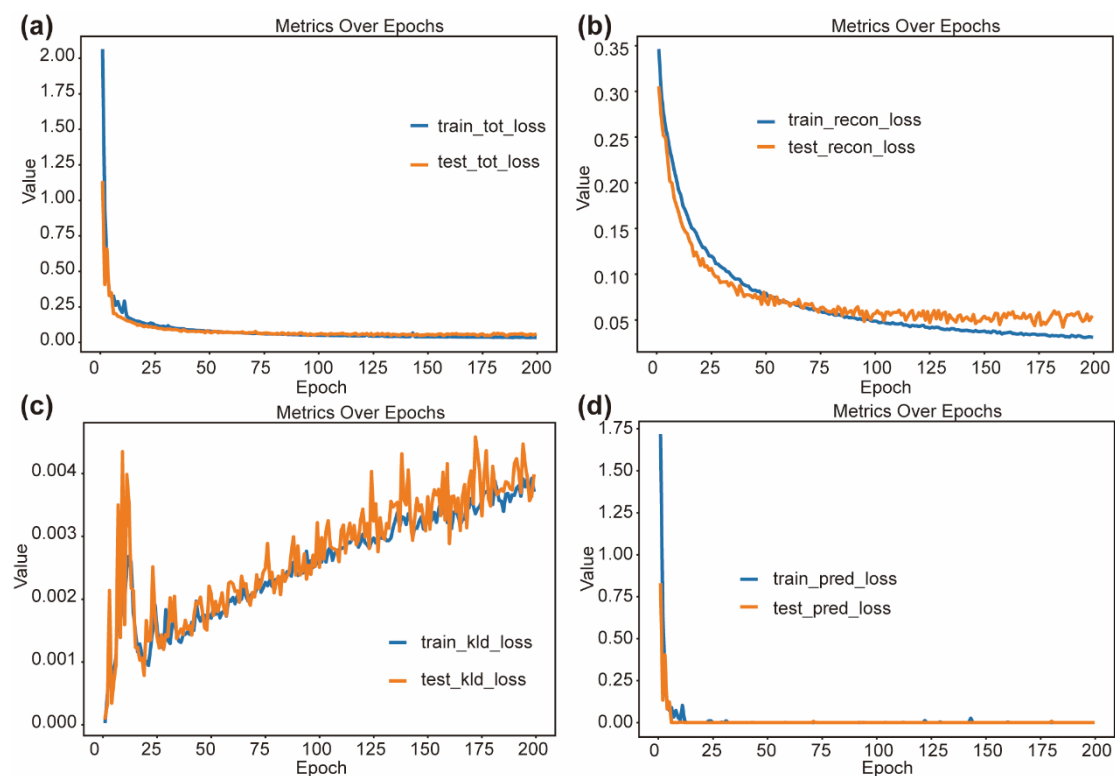 (a)
Metrics Over Epochs
2.00
1.75
1.50
1.25
1.00
0.75
0.50
0.25
0.00
Value
train_tot_loss
test_tot_loss
0 25 50 75 100 125 150 175 200
Epoch
(b)
Metrics Over Epochs
0.35
0.30
0.25
0.20
0.15
0.10
0.05
Value
train_recon_loss
test_recon_loss
0 25 50 75 100 125 150 175 200
Epoch
(c)
Metrics Over Epochs
0.004
0.003
0.002
0.001
0.000
Value
train_kld_loss
test_kld_loss
0 25 50 75 100 125 150 175 200
Epoch
(d)
Metrics Over Epochs
1.75
1.50
1.25
1.00
0.75
0.50
0.25
0.00
Value
train_pred_loss
test_pred_loss
0 25 50 75 100 125 150 175 200
Epoch